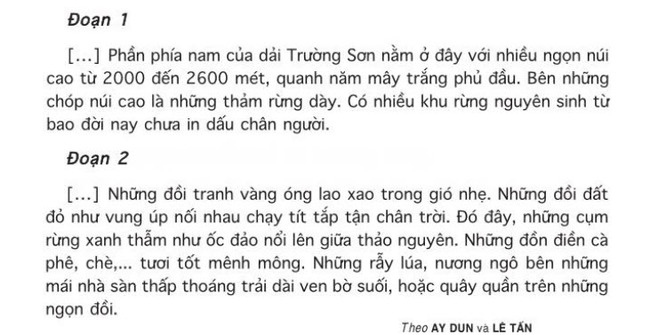 Đoạn 1
[...] Phần phía nam của dải Trường Sơn nằm ở đây với nhiều ngọn núi
cao từ 2000 đến 2600 mét, quanh năm mây trắng phủ đầu. Bên những
chóp núi cao là những thảm rừng dày. Có nhiều khu rừng nguyên sinh từ
bao đời nay chưa in dấu chân người.
Đoạn 2
[...] Những đồi tranh vàng óng lao xao trong gió nhẹ. Những đồi đất
đỏ như vung úp nối nhau chạy tít tắp tận chân trời. Đó đây, những cụm
rừng xanh thẫm như ốc đảo nổi lên giữa thảo nguyên. Những đồn điền cà
phê, chè,... tươi tốt mênh mông. Những rẫy lúa, nương ngô bên những
mái nhà sàn thấp thoáng trải dài ven bờ suối, hoặc quây quần trên những
ngọn đồi.
Theo AY DUN và LÊ TẤN